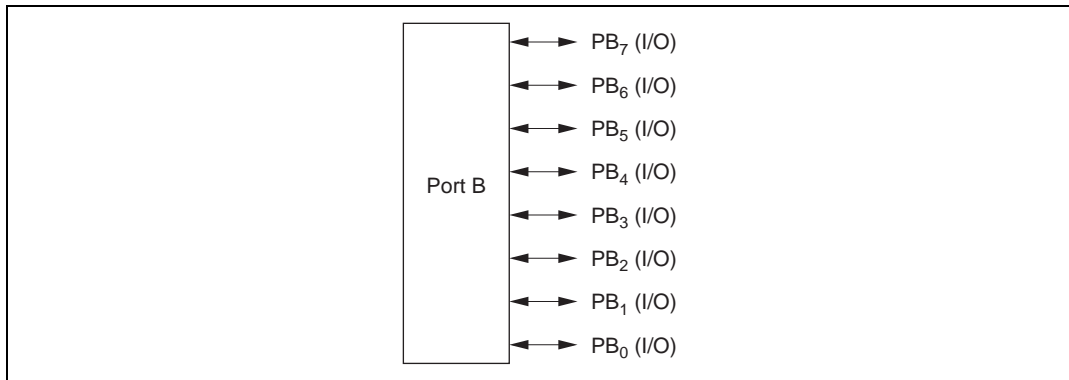 PB₇ (I/O)
PB₆ (I/O)
PB₅ (I/O)
PB₄ (I/O)
Port B
PB₃ (I/O)
PB₂ (I/O)
PB₁ (I/O)
PB₀ (I/O)